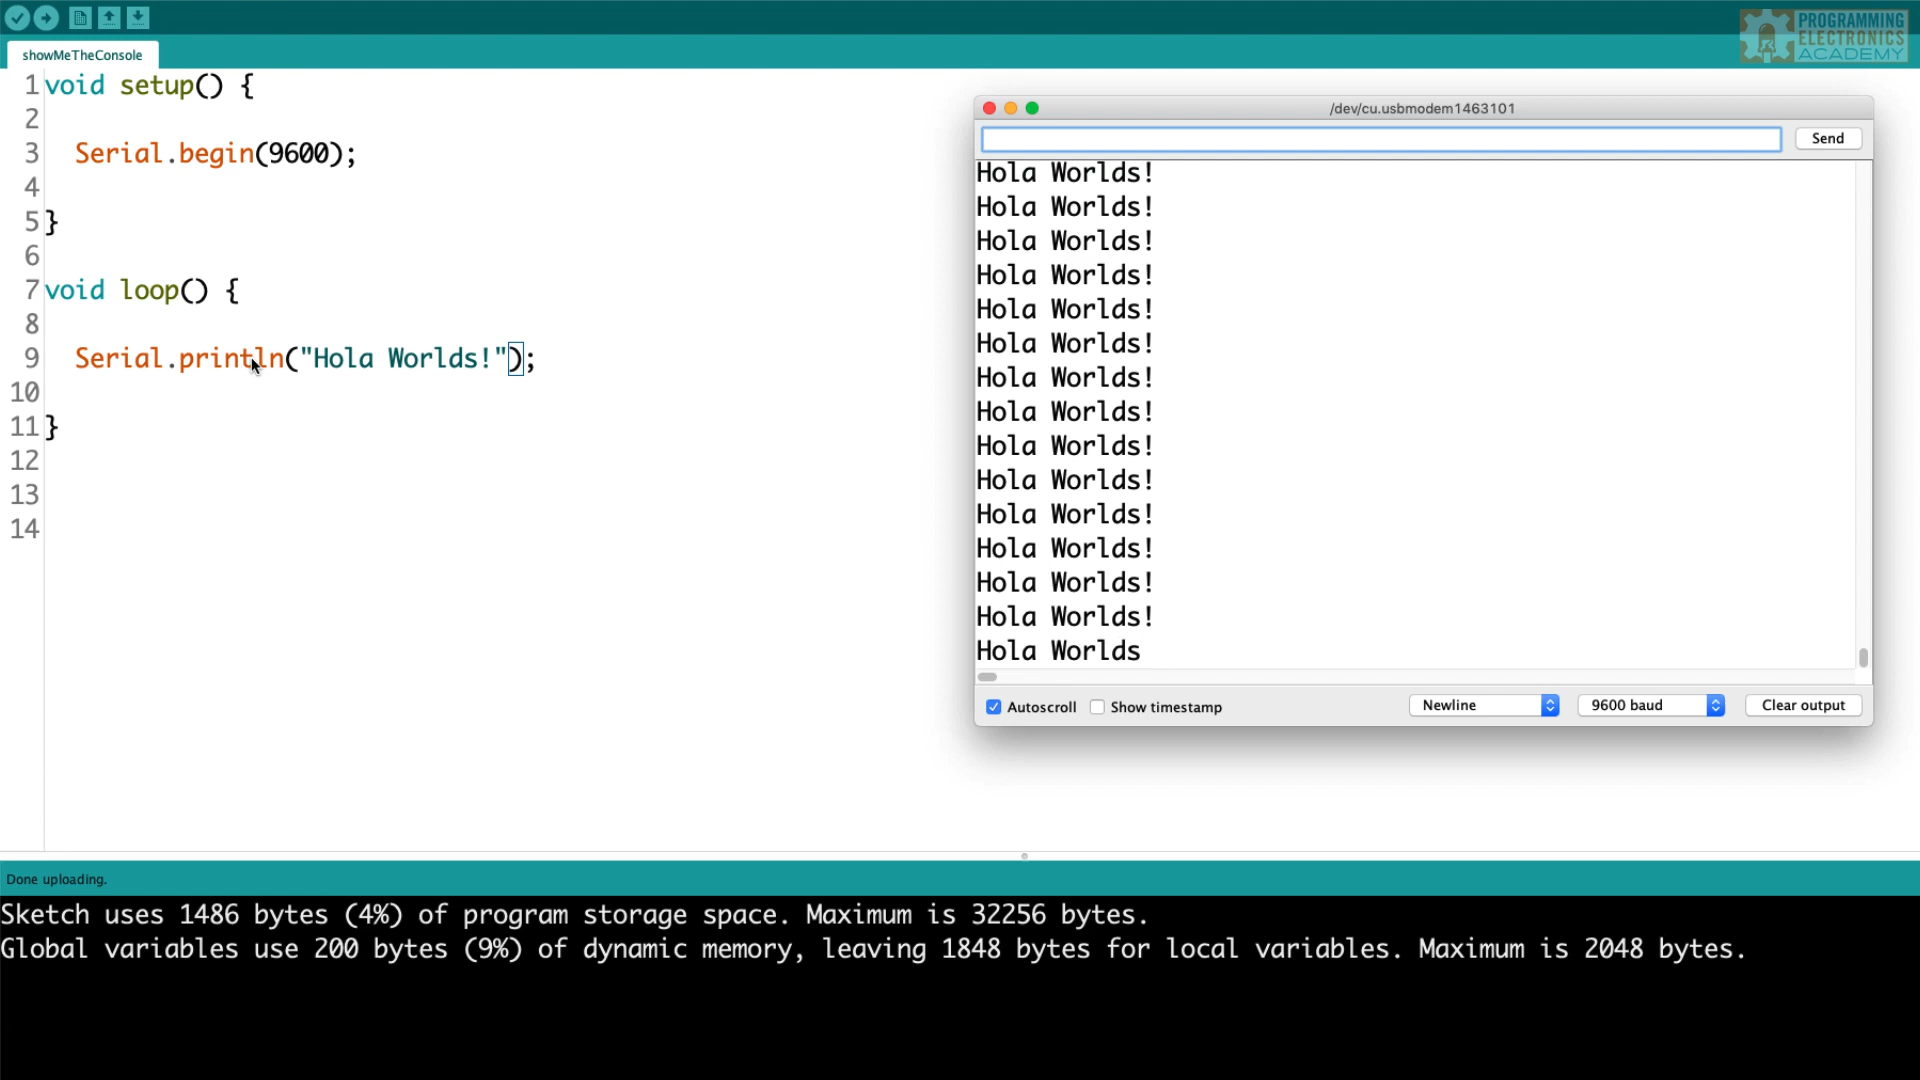 PROGRAMMING
ELECTRONICS
ACADEMY
showMeTheConsole
1 void setup() {
2
3 Serial.begin(9600);
4
5 }
6
7 void loop() {
8
9 Serial.println("Hola Worlds!");
10
11 }
12
13
14
/dev/cu.usbmodem1463101
Send
Hola Worlds!
Hola Worlds!
Hola Worlds!
Hola Worlds!
Hola Worlds!
Hola Worlds!
Hola Worlds!
Hola Worlds!
Hola Worlds!
Hola Worlds!
Hola Worlds!
Hola Worlds!
Hola Worlds!
Hola Worlds!
Hola Worlds
Autoscroll Show timestamp Newline 9600 baud Clear output
Done uploading.
Sketch uses 1486 bytes (4%) of program storage space. Maximum is 32256 bytes.
Global variables use 200 bytes (9%) of dynamic memory, leaving 1848 bytes for local variables. Maximum is 2048 bytes.